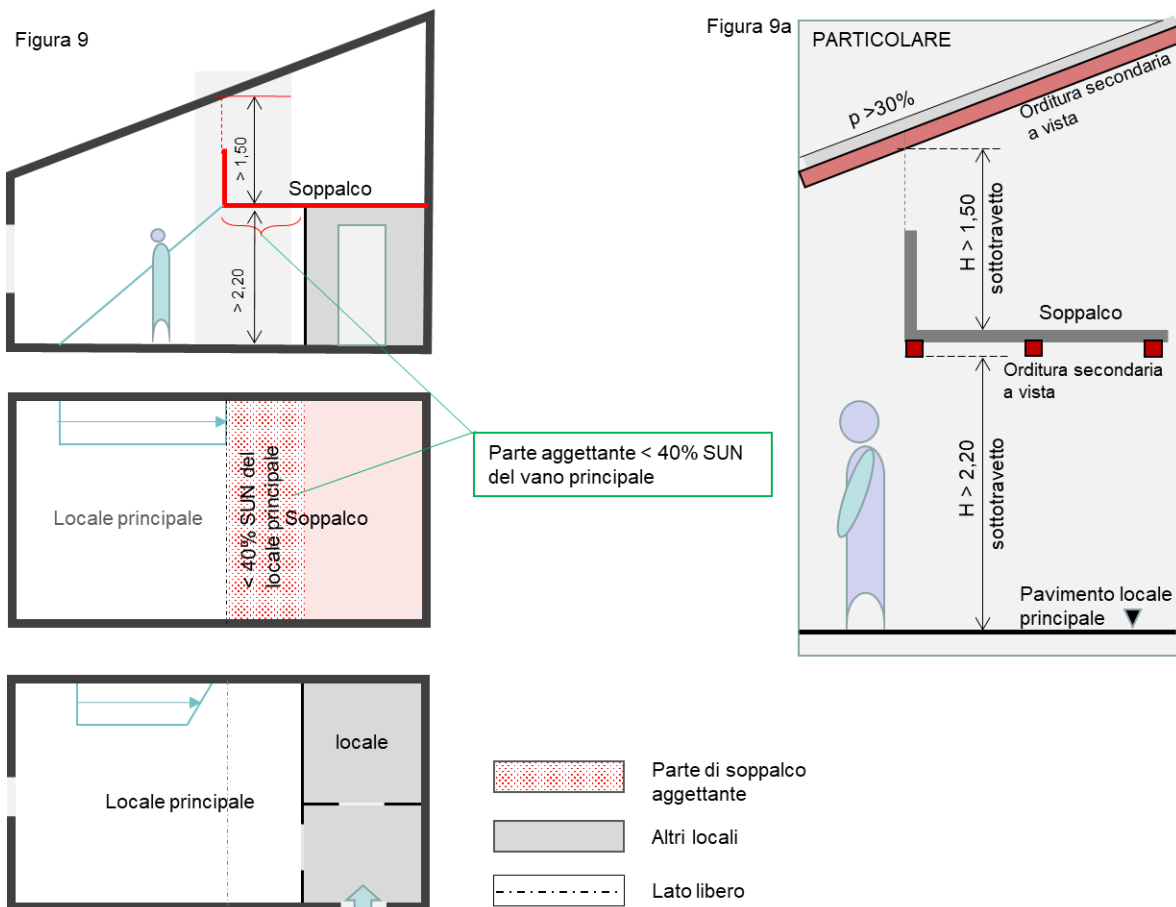 Figura 9
> 1,50
Soppalco
> 2,20
Locale principale
< 40% SUN del
locale principale
Soppalco
Parte aggettante < 40% SUN
del vano principale
locale
Locale principale
Parte di soppalco
aggettante
Altri locali
Lato libero
Figura 9a
PARTICOLARE
p >30%
Orditura secondaria
a vista
H > 1,50
sottotravetto
Soppalco
Orditura secondaria
a vista
H > 2,20
sottotravetto
Pavimento locale
principale